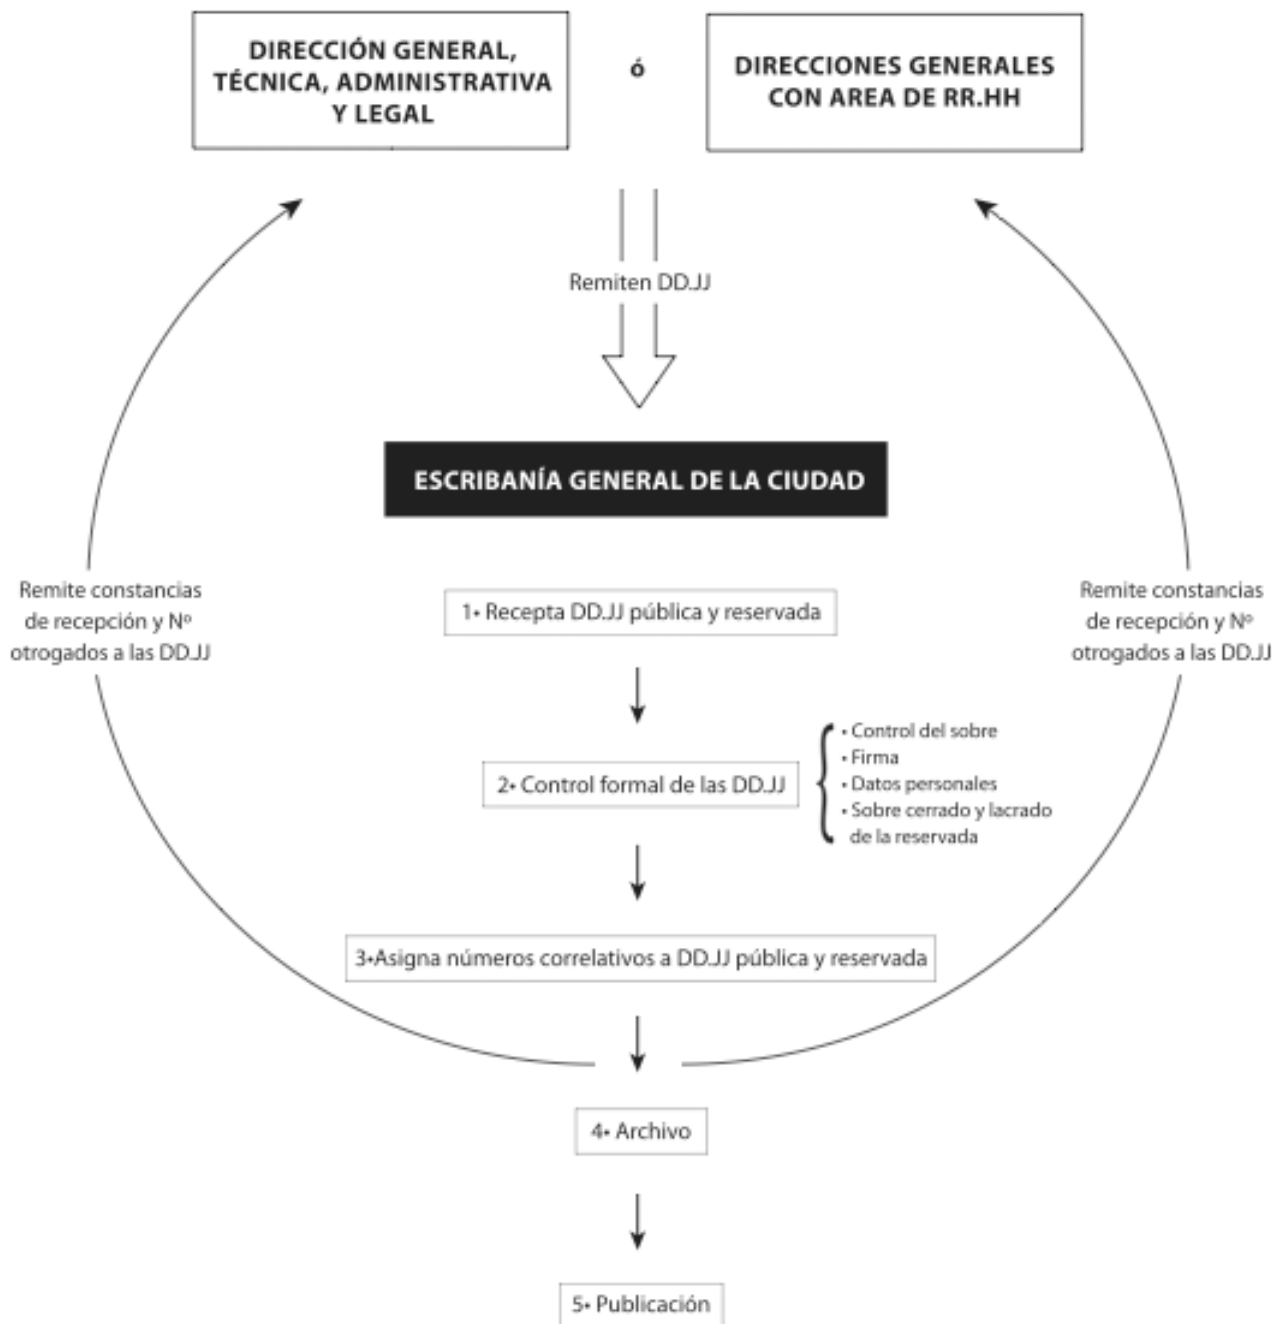 DIRECCIÓN GENERAL,
TÉCNICA, ADMINISTRATIVA
Y LEGAL
ó
DIRECCIONES GENERALES
CON AREA DE RR.HH
Remiten DD.JJ
ESCRIBANÍA GENERAL DE LA CIUDAD
Remite constancias
de recepción y Nº
otrogados a las DD.JJ
Remite constancias
de recepción y Nº
otrogados a las DD.JJ
1• Recepta DD.JJ pública y reservada
2• Control formal de las DD.JJ
• Control del sobre
• Firma
• Datos personales
• Sobre cerrado y lacrado
de la reservada
3•Asigna números correlativos a DD.JJ pública y reservada
4• Archivo
5• Publicación